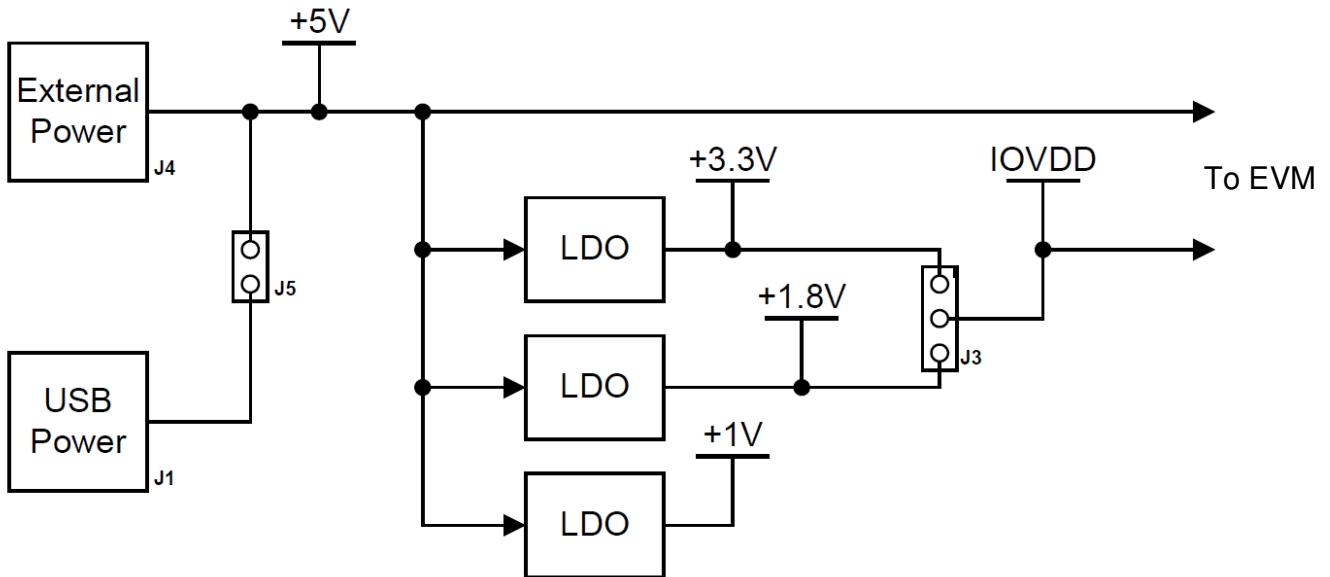 +5V
External
Power
J4
+3.3V
IOVDD
To EVM
LDO
J5
+1.8V
J3
USB
Power
J1
LDO
+1V
LDO